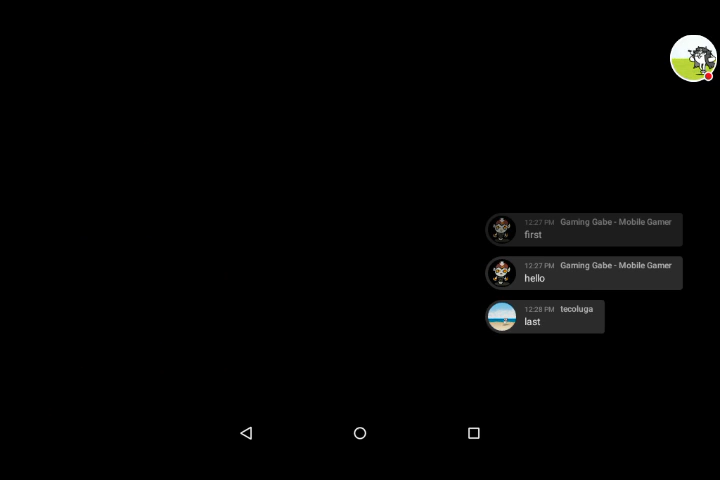 12:27 PM Gaming Gabe - Mobile Gamer
first
12:27 PM Gaming Gabe - Mobile Gamer
hello
12:28 PM tecoluga
last